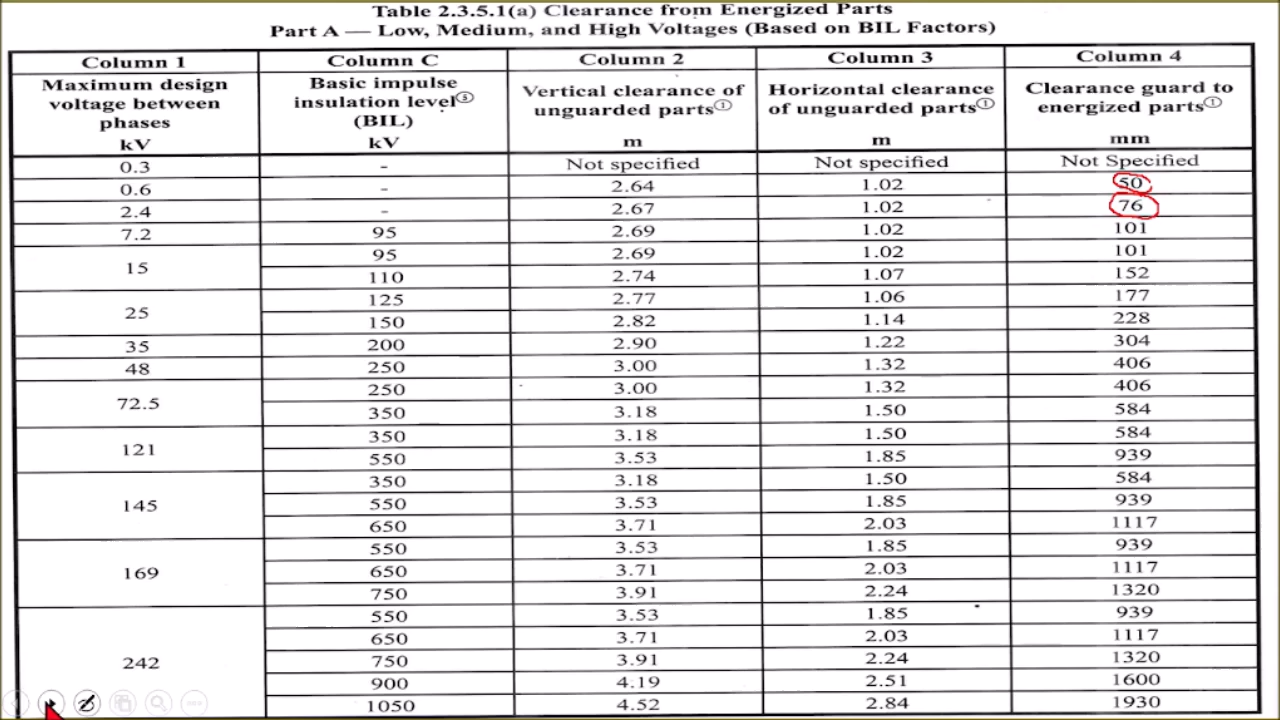 Table 2.3.5.1(a) Clearance from Energized Parts
Part A — Low, Medium, and High Voltages (Based on BIL Factors)
Column 1 Column C Column 2 Column 3 Column 4
Maximum design voltage between phases kV Basic impulse insulation level⑤ (BIL) kV Vertical clearance of unguarded parts① m Horizontal clearance of unguarded parts① m Clearance guard to energized parts① mm
0.3 - Not specified Not specified Not Specified
0.6 - 2.64 1.02 50
2.4 - 2.67 1.02 76
7.2 95 2.69 1.02 101
15 95 2.69 1.02 101
110 2.74 1.07 152
25 125 2.77 1.06 177
150 2.82 1.14 228
35 200 2.90 1.22 304
48 250 3.00 1.32 406
72.5 250 3.00 1.32 406
350 3.18 1.50 584
121 350 3.18 1.50 584
550 3.53 1.85 939
145 350 3.18 1.50 584
550 3.53 1.85 939
650 3.71 2.03 1117
169 550 3.53 1.85 939
650 3.71 2.03 1117
750 3.91 2.24 1320
242 550 3.53 1.85 939
650 3.71 2.03 1117
750 3.91 2.24 1320
900 4.19 2.51 1600
1050 4.52 2.84 1930